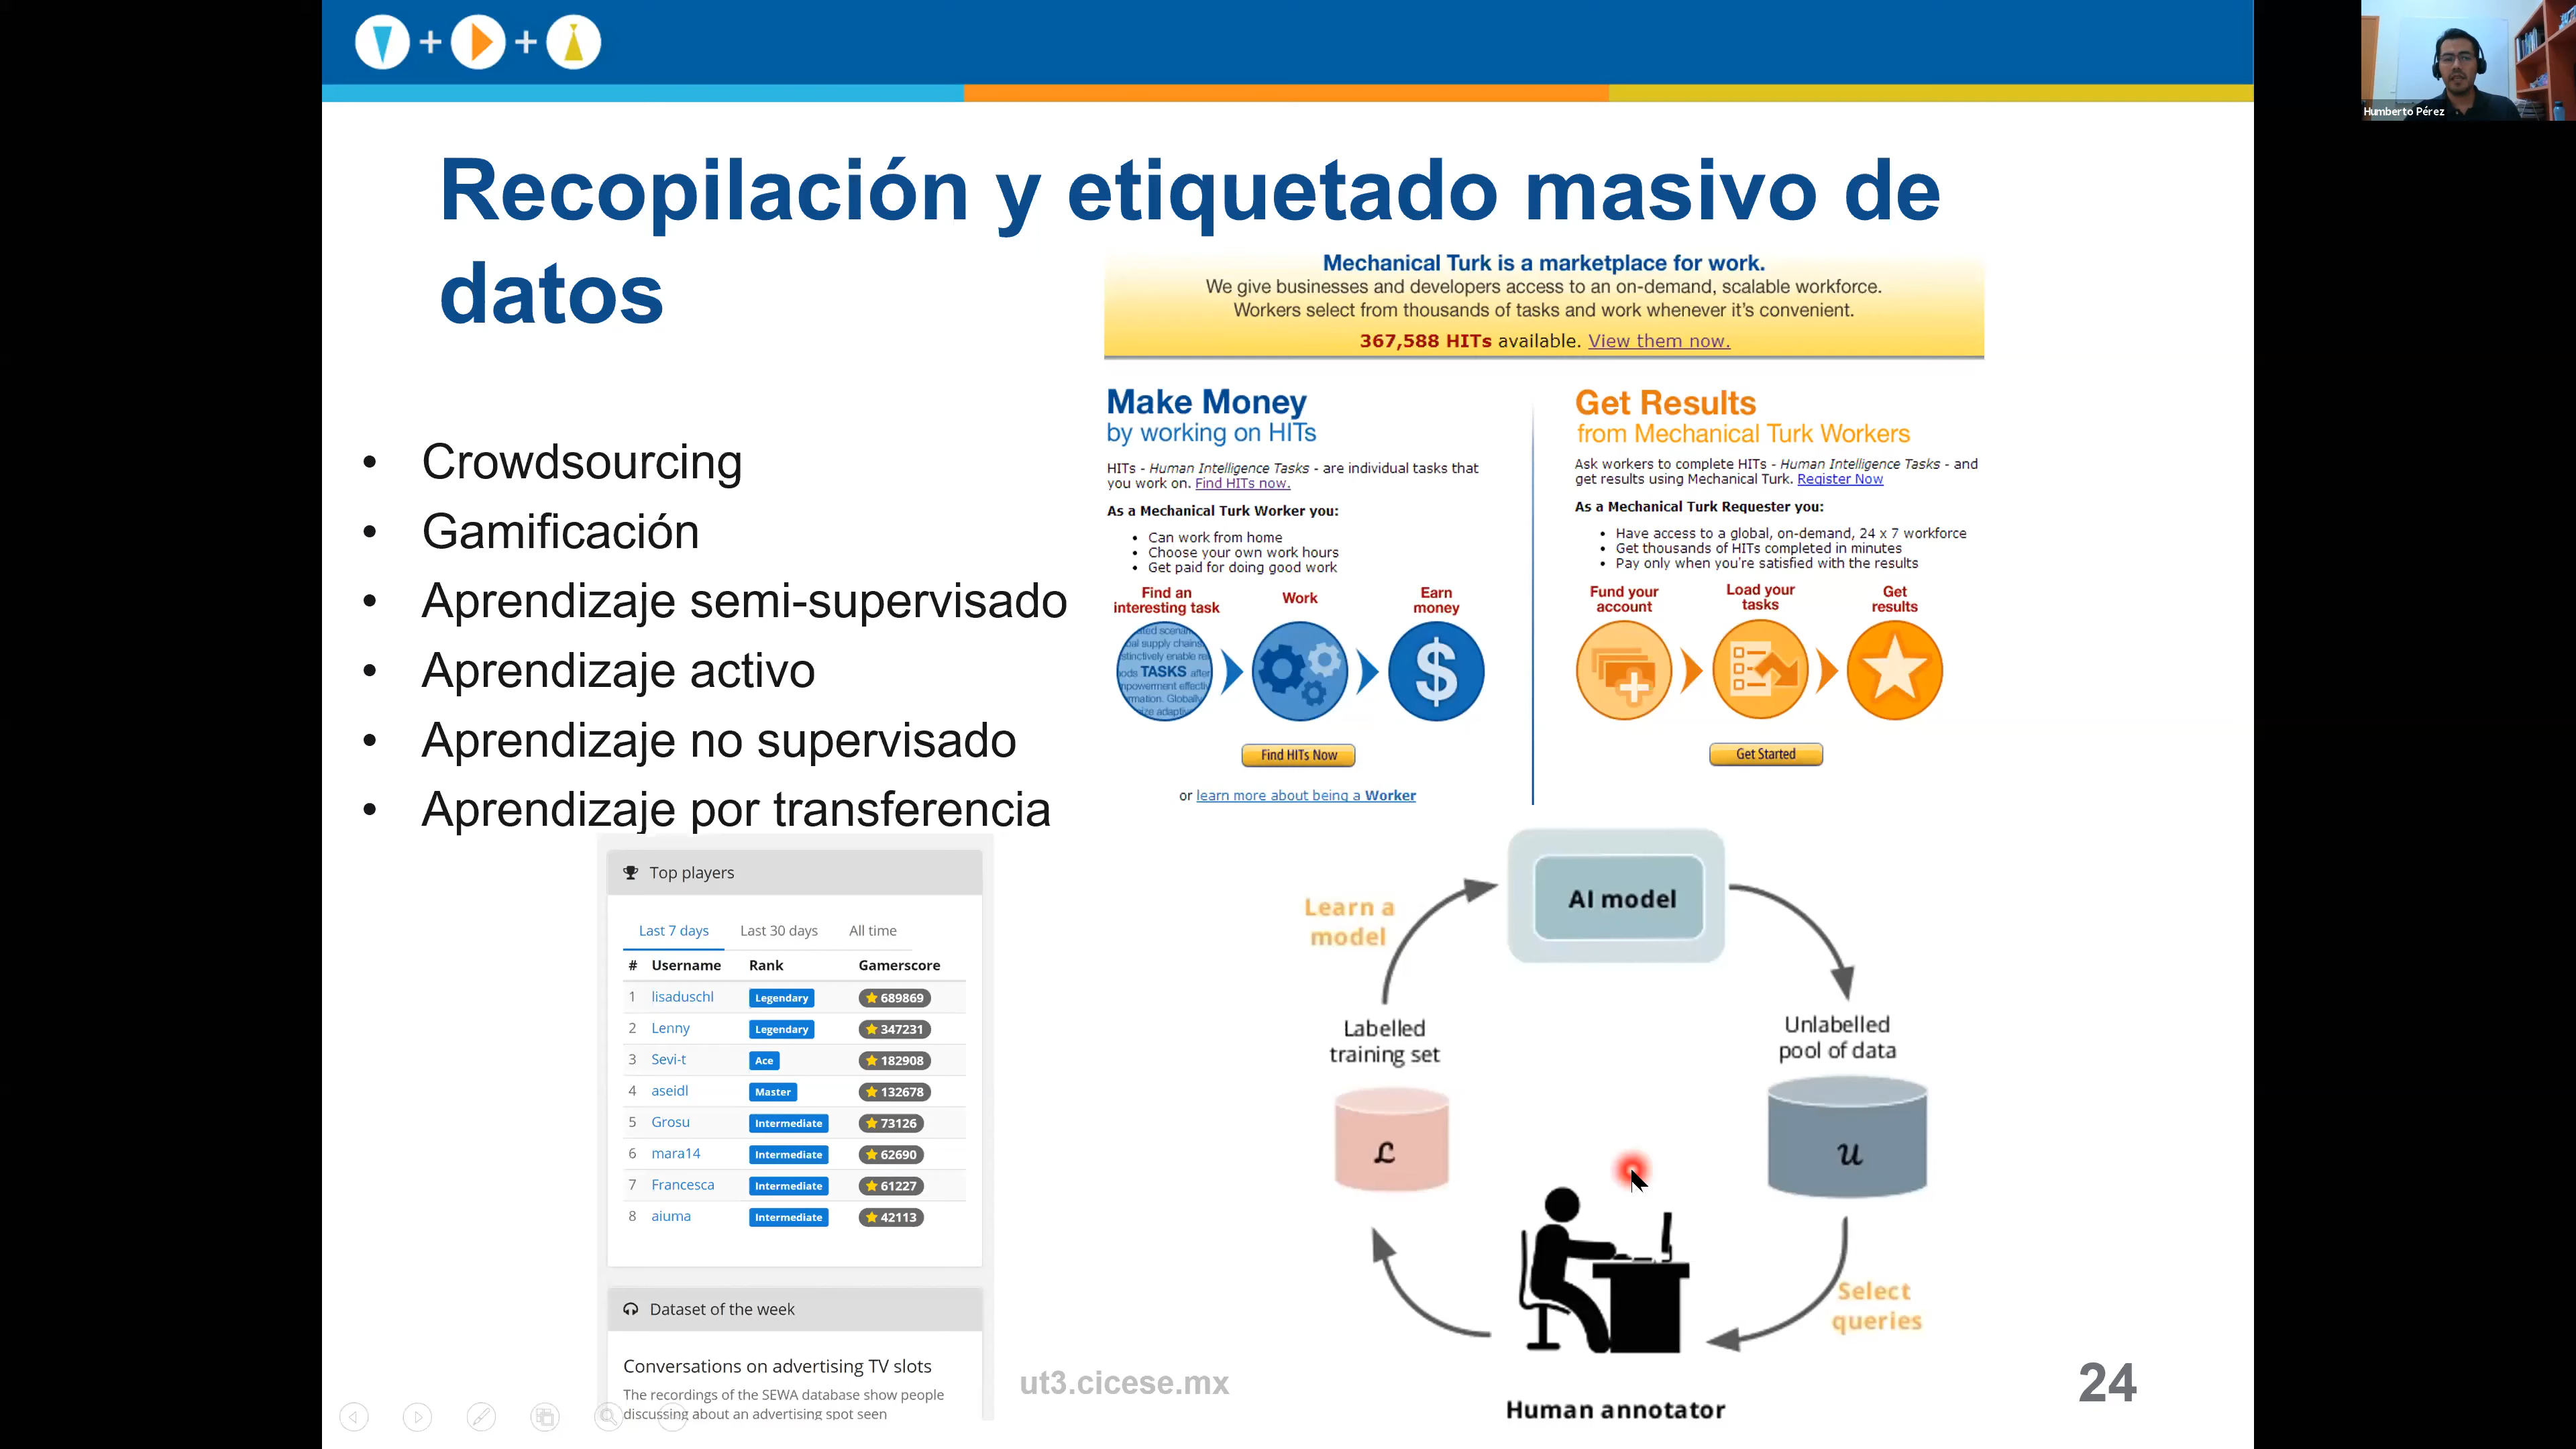 Humberto Pérez
Recopilación y etiquetado masivo de
datos
• Crowdsourcing
• Gamificación
• Aprendizaje semi-supervisado
• Aprendizaje activo
• Aprendizaje no supervisado
• Aprendizaje por transferencia
Mechanical Turk is a marketplace for work.
We give businesses and developers access to an on-demand, scalable workforce.
Workers select from thousands of tasks and work whenever it's convenient.
367,588 HITs available. View them now.
Make Money
by working on HITs
HITs - Human Intelligence Tasks - are individual tasks that
you work on. Find HITs now.
As a Mechanical Turk Worker you:
• Can work from home
• Choose your own work hours
• Get paid for doing good work
Find an
interesting task
Work
Earn
money
TASKS
$
Find HITs Now
or learn more about being a Worker
Get Results
from Mechanical Turk Workers
Ask workers to complete HITs - Human Intelligence Tasks - and
get results using Mechanical Turk. Register Now
As a Mechanical Turk Requester you:
• Have access to a global, on-demand, 24 x 7 workforce
• Get thousands of HITs completed in minutes
• Pay only when you're satisfied with the results
Fund your
account
Load your
tasks
Get
results
Get Started
Top players
Last 7 days Last 30 days All time
# Username Rank Gamerscore
1 lisaduschl Legendary 689869
2 Lenny Legendary 347231
3 Sevi-t Ace 182908
4 aseidl Master 132678
5 Grosu Intermediate 73126
6 mara14 Intermediate 62690
7 Francesca Intermediate 61227
8 aiuma Intermediate 42113
Dataset of the week
Conversations on advertising TV slots
The recordings of the SEWA database show people
discussing about an advertising spot seen
AI model
Learn a
model
Labelled
training set
ℒ
Unlabelled
pool of data
𝒰
Select
queries
Human annotator
ut3.cicese.mx
24